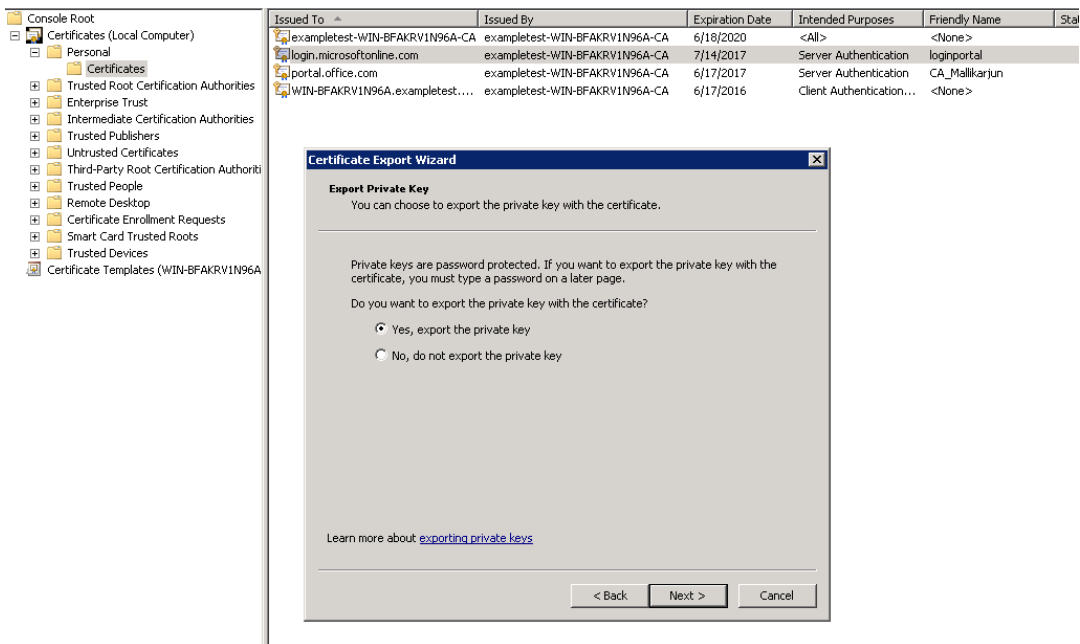 Console Root
Certificates (Local Computer)
Personal
Certificates
Trusted Root Certification Authorities
Enterprise Trust
Intermediate Certification Authorities
Trusted Publishers
Untrusted Certificates
Third-Party Root Certification Authoriti
Trusted People
Remote Desktop
Certificate Enrollment Requests
Smart Card Trusted Roots
Trusted Devices
Certificate Templates (WIN-BFAKRV1N96A
Issued To Issued By Expiration Date Intended Purposes Friendly Name Stat
exampletest-WIN-BFAKRV1N96A-CA exampletest-WIN-BFAKRV1N96A-CA 6/18/2020 <All> <None>
login.microsoftonline.com exampletest-WIN-BFAKRV1N96A-CA 7/14/2017 Server Authentication loginportal
portal.office.com exampletest-WIN-BFAKRV1N96A-CA 6/17/2017 Server Authentication CA_Mallikarjun
WIN-BFAKRV1N96A.exampletest.... exampletest-WIN-BFAKRV1N96A-CA 6/17/2016 Client Authentication... <None>
Certificate Export Wizard
Export Private Key
You can choose to export the private key with the certificate.
Private keys are password protected. If you want to export the private key with the
certificate, you must type a password on a later page.
Do you want to export the private key with the certificate?
Yes, export the private key
No, do not export the private key
Learn more about exporting private keys
< Back Next > Cancel